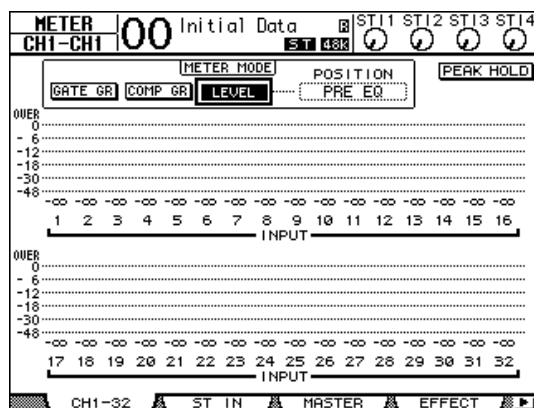 METER 00 Initial Data R STI1 STI2 STI3 STI4
CH1-CH1 ST 48K
METER MODE POSITION PEAK HOLD
GATE GR COMP GR LEVEL PRE EQ
OVER
0
- 6
-12
-18
-30
-48
-∞ -∞ -∞ -∞ -∞ -∞ -∞ -∞ -∞ -∞ -∞ -∞ -∞ -∞ -∞ -∞
1 2 3 4 5 6 7 8 9 10 11 12 13 14 15 16
INPUT
OVER
0
- 6
-12
-18
-30
-48
-∞ -∞ -∞ -∞ -∞ -∞ -∞ -∞ -∞ -∞ -∞ -∞ -∞ -∞ -∞ -∞
17 18 19 20 21 22 23 24 25 26 27 28 29 30 31 32
INPUT
CH1-32 ST IN MASTER EFFECT